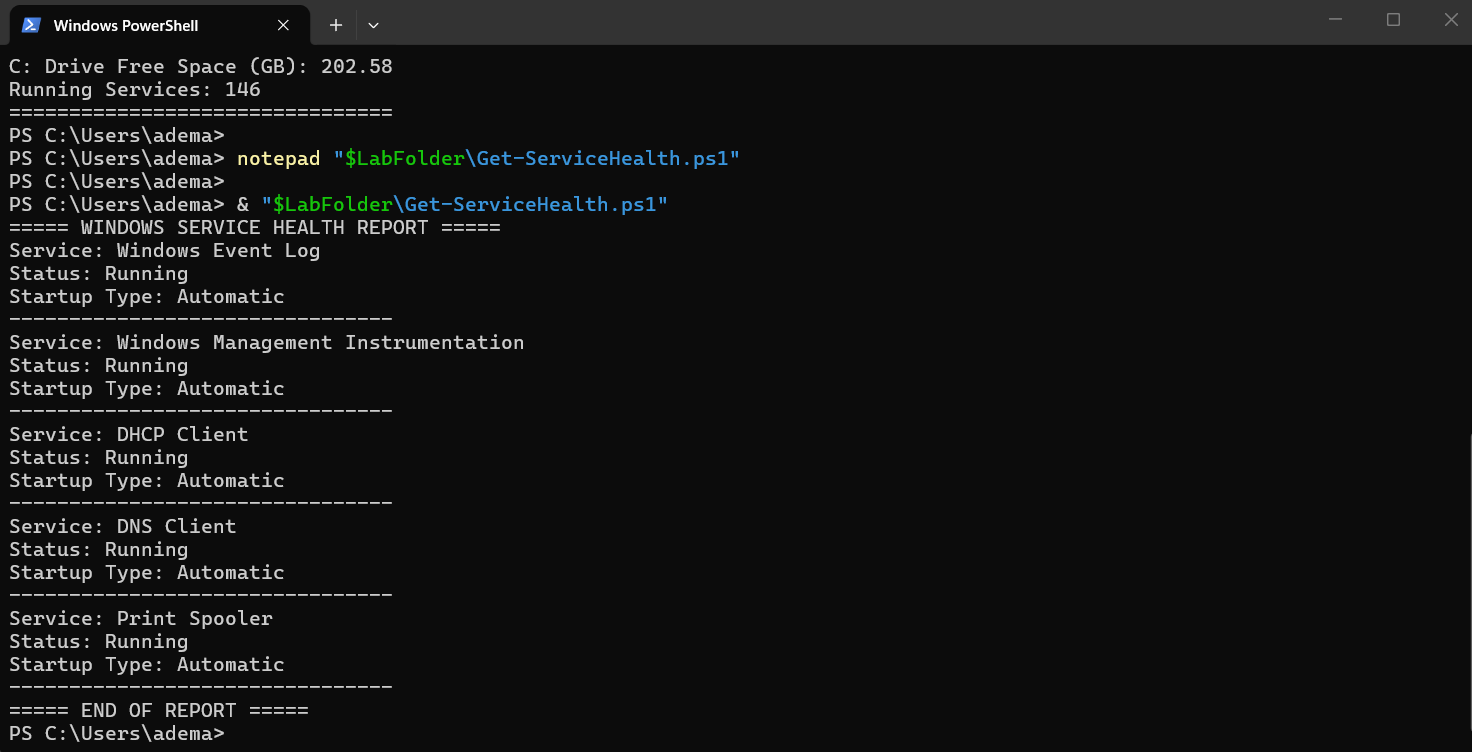 Windows PowerShell
C: Drive Free Space (GB): 202.58
Running Services: 146
================================
PS C:\Users\adema>
PS C:\Users\adema> notepad "$LabFolder\Get-ServiceHealth.ps1"
PS C:\Users\adema>
PS C:\Users\adema> & "$LabFolder\Get-ServiceHealth.ps1"
===== WINDOWS SERVICE HEALTH REPORT =====
Service: Windows Event Log
Status: Running
Startup Type: Automatic
--------------------------------
Service: Windows Management Instrumentation
Status: Running
Startup Type: Automatic
--------------------------------
Service: DHCP Client
Status: Running
Startup Type: Automatic
--------------------------------
Service: DNS Client
Status: Running
Startup Type: Automatic
--------------------------------
Service: Print Spooler
Status: Running
Startup Type: Automatic
--------------------------------
===== END OF REPORT =====
PS C:\Users\adema>